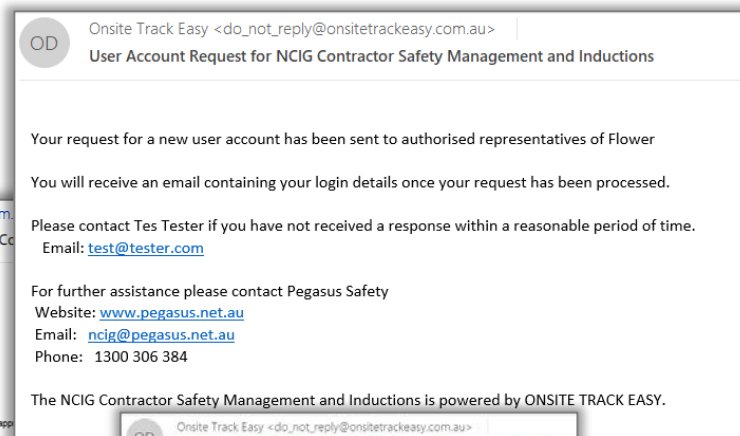 OD
Onsite Track Easy <do_not_reply@onsitetrackeasy.com.au>
User Account Request for NCIG Contractor Safety Management and Inductions
Your request for a new user account has been sent to authorised representatives of Flower
You will receive an email containing your login details once your request has been processed.
m.
Please contact Tes Tester if you have not received a response within a reasonable period of time.
Co
Email: test@tester.com
For further assistance please contact Pegasus Safety
Website: www.pegasus.net.au
Email: ncig@pegasus.net.au
Phone: 1300 306 384
The NCIG Contractor Safety Management and Inductions is powered by ONSITE TRACK EASY.
app
OD
Onsite Track Easy <do_not_reply@onsitetrackeasy.com.au>